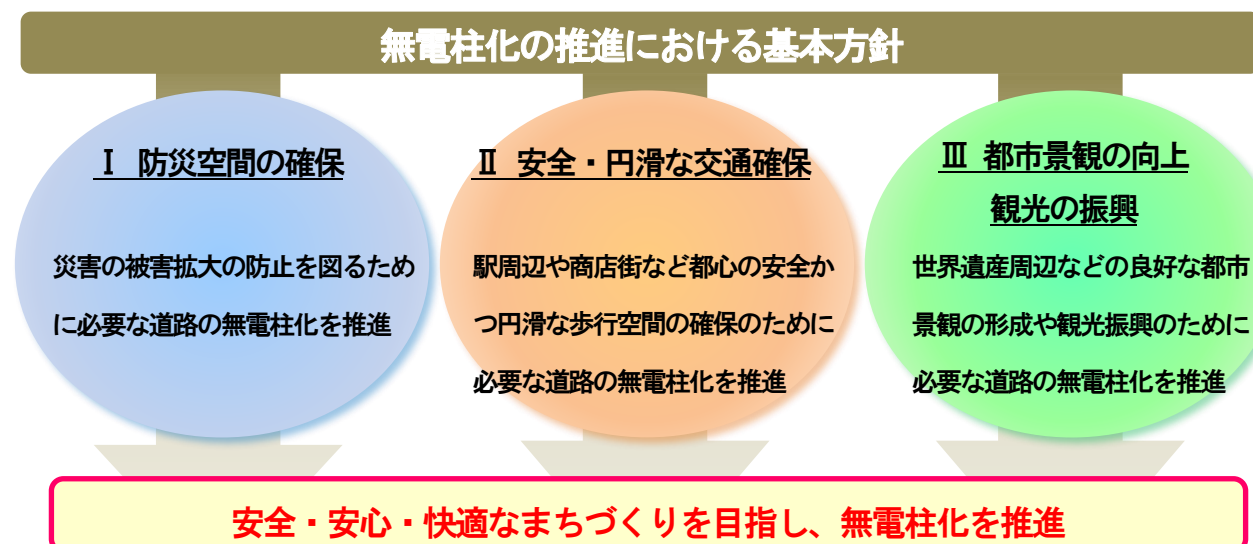 無電柱化の推進における基本方針
Ⅰ 防災空間の確保
災害の被害拡大の防止を図るため
に必要な道路の無電柱化を推進
Ⅱ 安全・円滑な交通確保
駅周辺や商店街など都心の安全か
つ円滑な歩行空間の確保のために
必要な道路の無電柱化を推進
Ⅲ 都市景観の向上
観光の振興
世界遺産周辺などの良好な都市
景観の形成や観光振興のために
必要な道路の無電柱化を推進
安全・安心・快適なまちづくりを目指し、無電柱化を推進